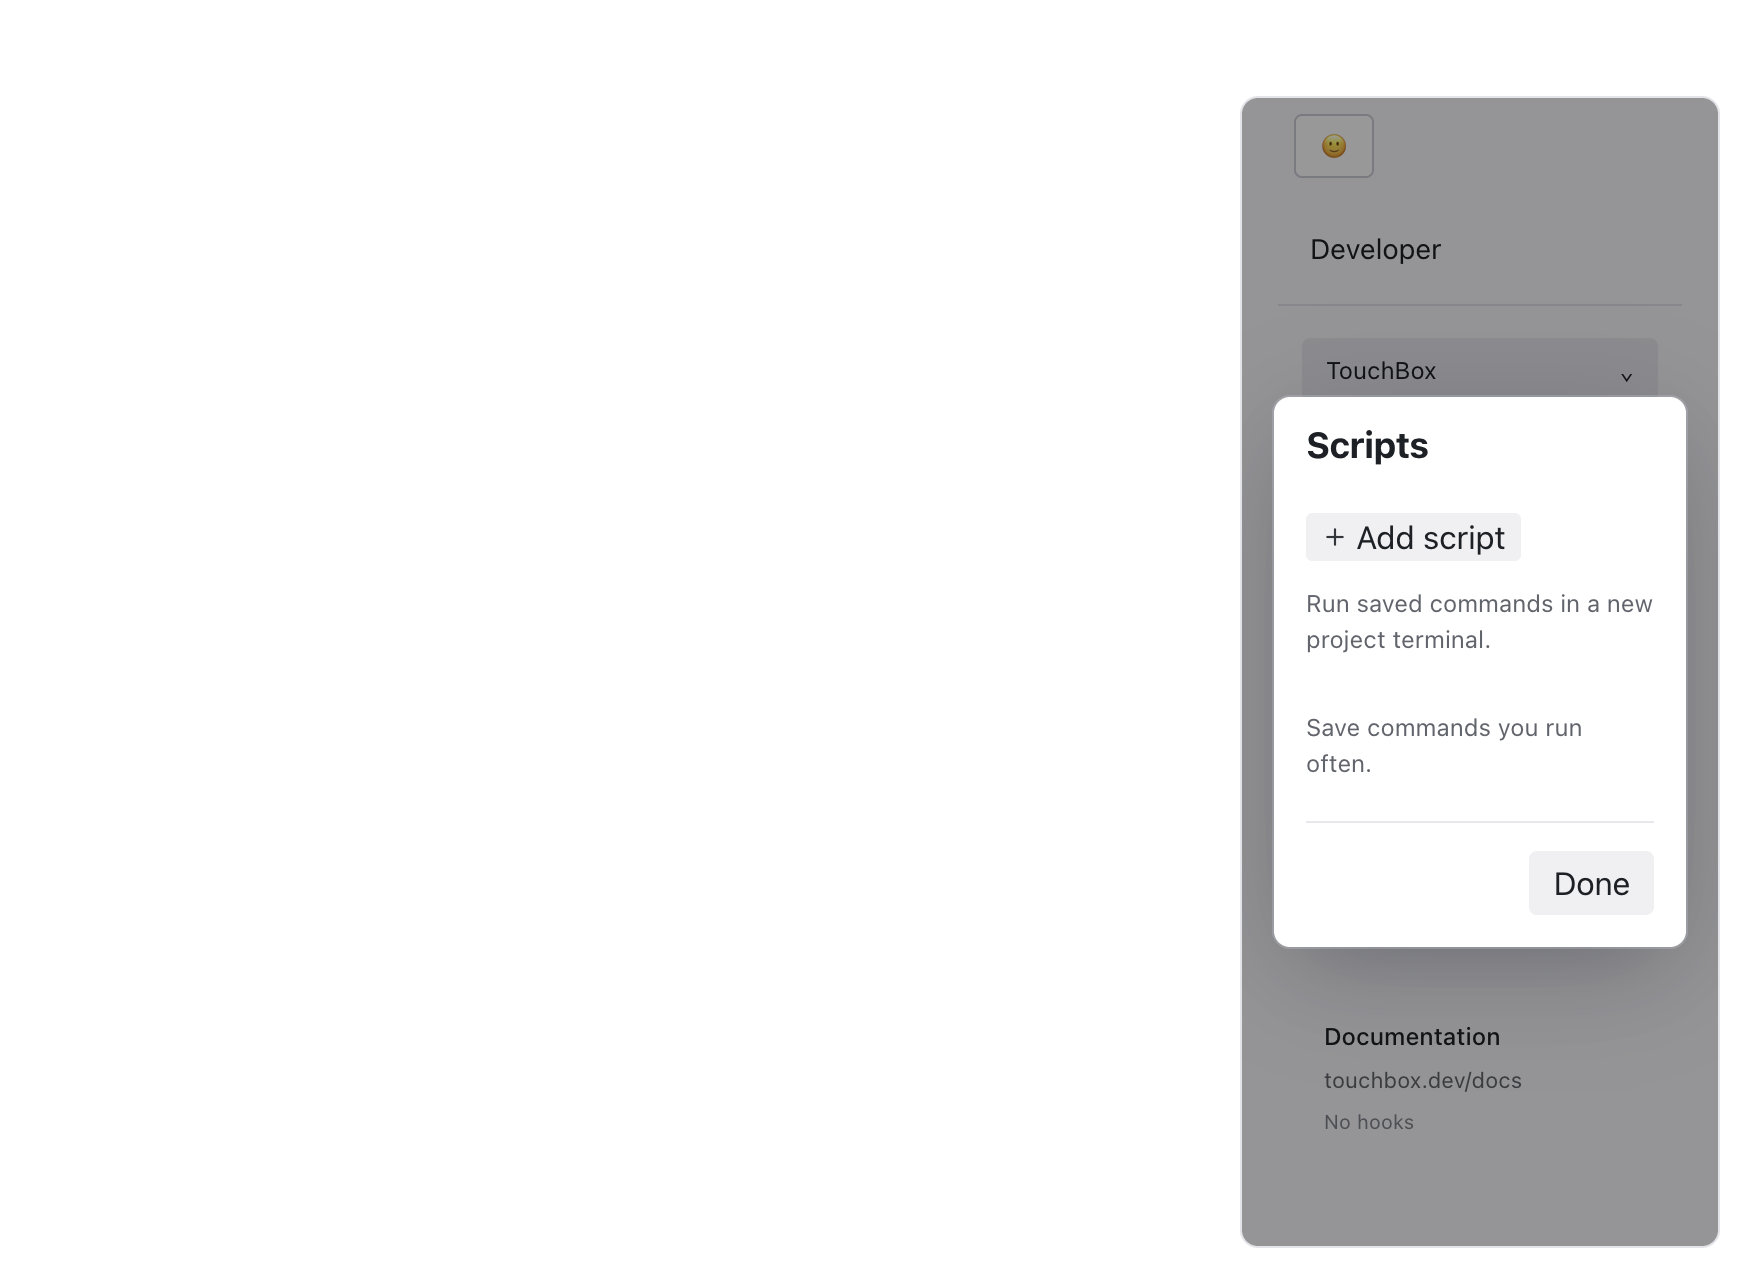 🙂
Developer
TouchBox
Scripts
+ Add script
Run saved commands in a new
project terminal.
Save commands you run
often.
Done
Documentation
touchbox.dev/docs
No hooks